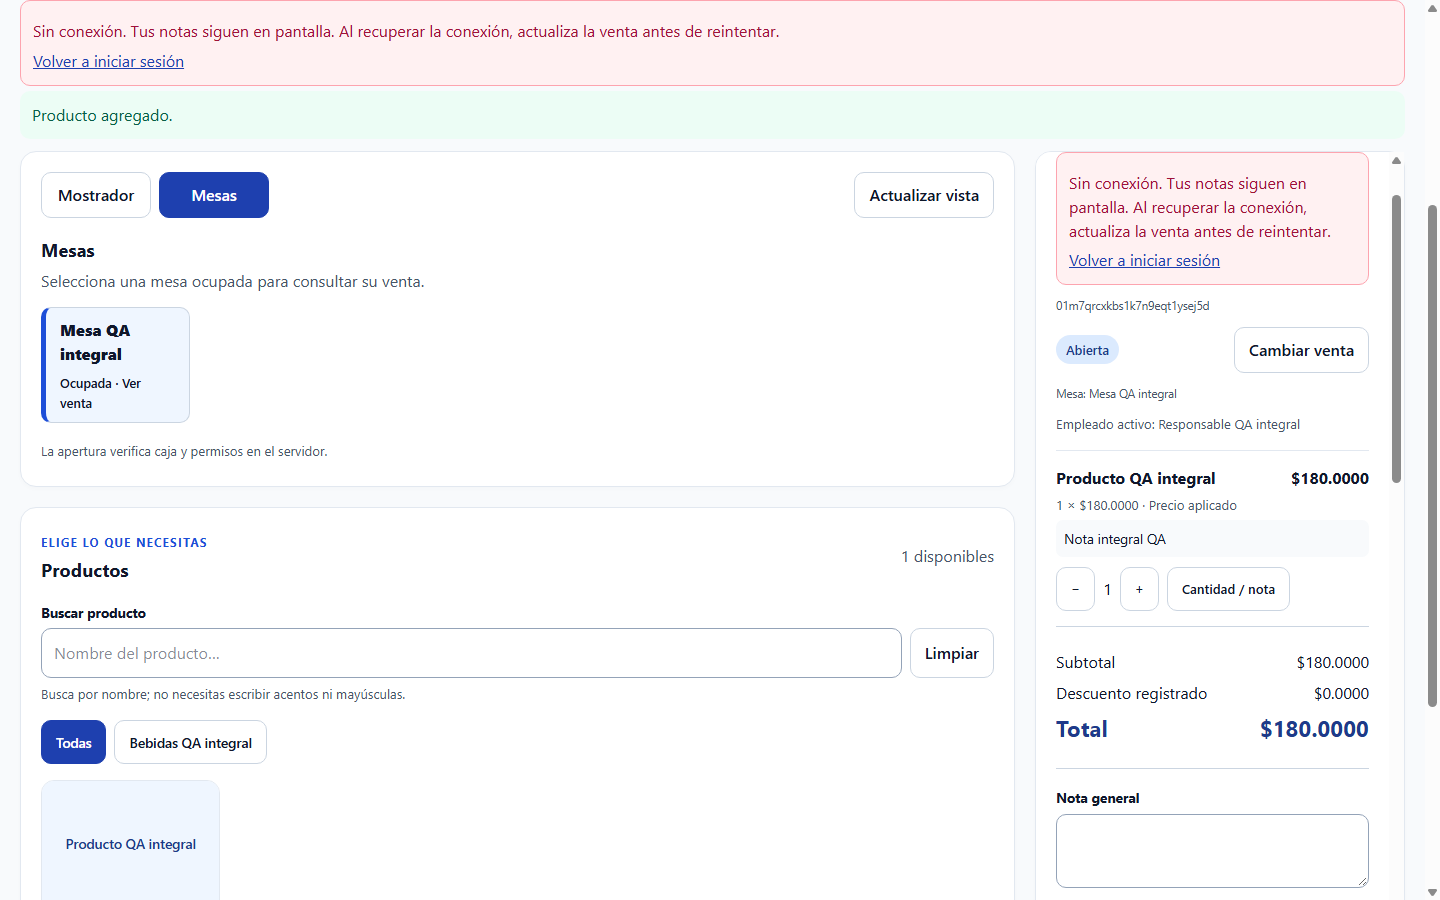 Sin conexión. Tus notas siguen en pantalla. Al recuperar la conexión, actualiza la venta antes de reintentar.
Volver a iniciar sesión
Producto agregado.
Mostrador
Mesas
Actualizar vista
Mesas
Selecciona una mesa ocupada para consultar su venta.
Mesa QA
integral
Ocupada · Ver
venta
La apertura verifica caja y permisos en el servidor.
ELIGE LO QUE NECESITAS
Productos
1 disponibles
Buscar producto
Nombre del producto...
Limpiar
Busca por nombre; no necesitas escribir acentos ni mayúsculas.
Todas
Bebidas QA integral
Producto QA integral
Sin conexión. Tus notas siguen en
pantalla. Al recuperar la conexión,
actualiza la venta antes de reintentar.
Volver a iniciar sesión
01m7qrcxkbs1k7n9eqt1ysej5d
Abierta
Cambiar venta
Mesa: Mesa QA integral
Empleado activo: Responsable QA integral
Producto QA integral $180.0000
1 × $180.0000 · Precio aplicado
Nota integral QA
− 1 + Cantidad / nota
Subtotal $180.0000
Descuento registrado $0.0000
Total $180.0000
Nota general